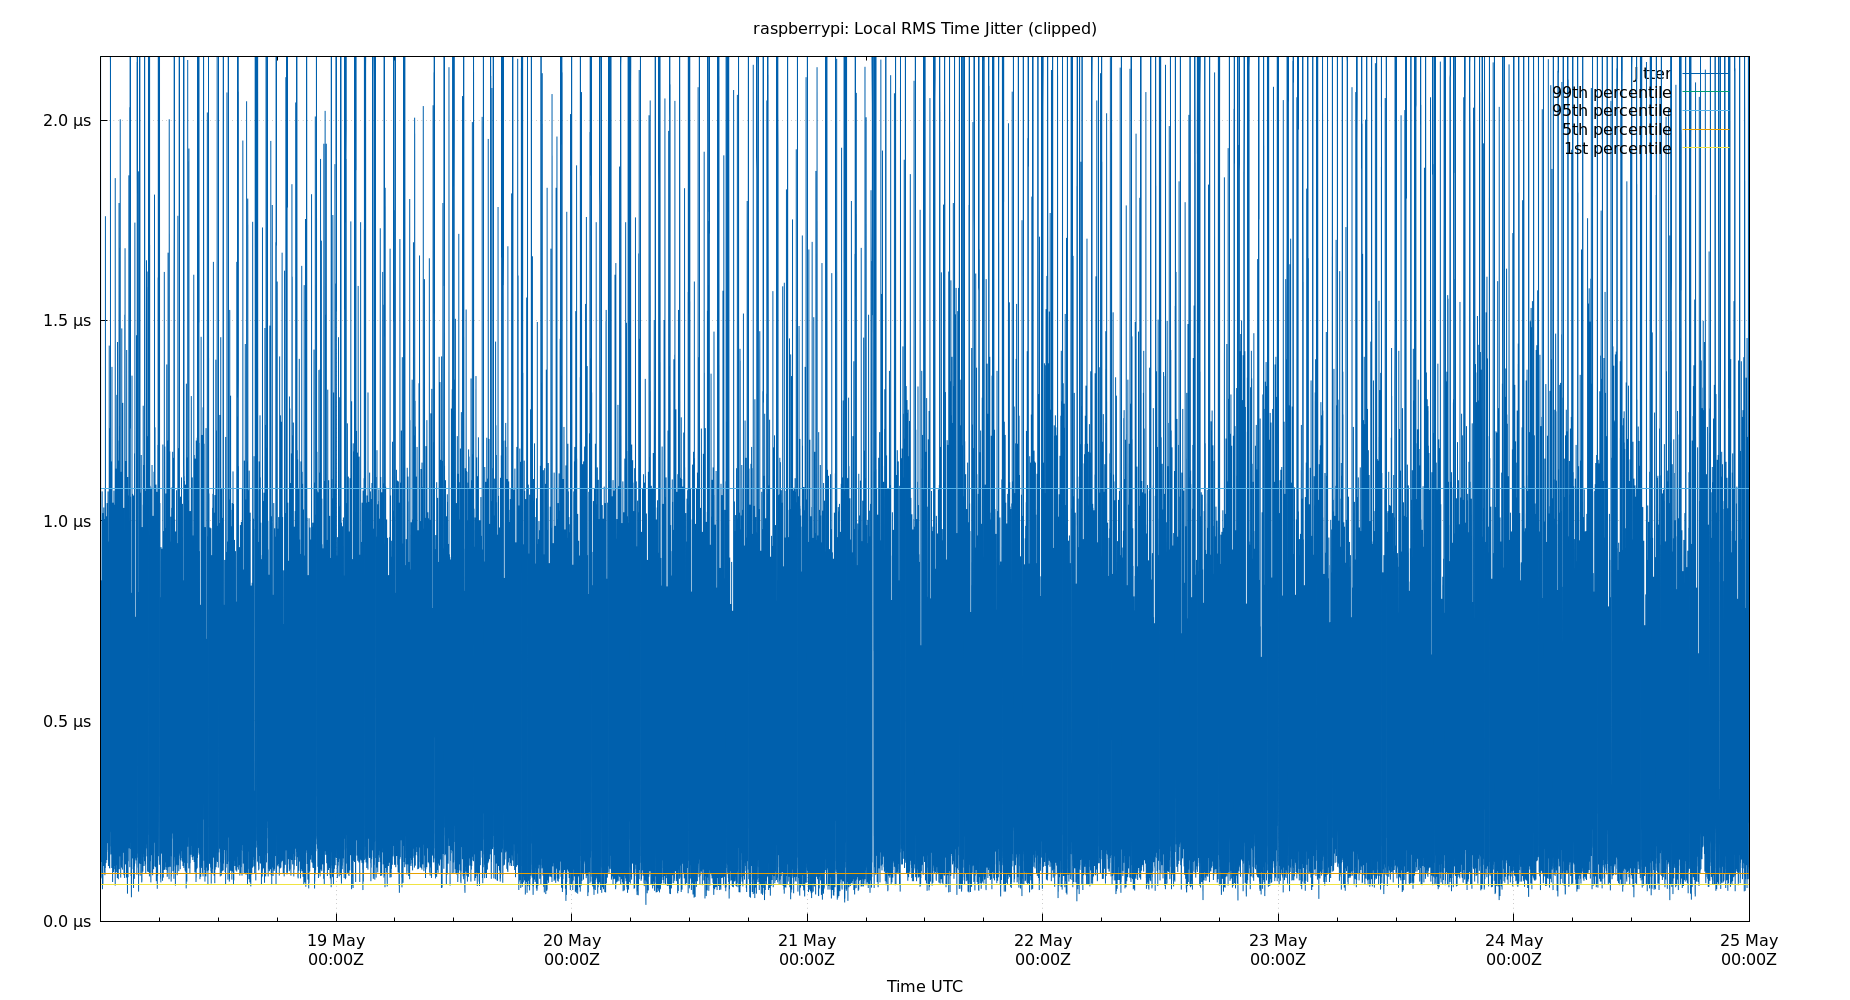 raspberrypi: Local RMS Time Jitter (clipped)
jitter
99th percentile
95th percentile
5th percentile
1st percentile
2.0 μs
1.5 μs
1.0 μs
0.5 μs
0.0 μs
19 May
00:00Z
20 May
00:00Z
21 May
00:00Z
22 May
00:00Z
23 May
00:00Z
24 May
00:00Z
25 May
00:00Z
Time UTC